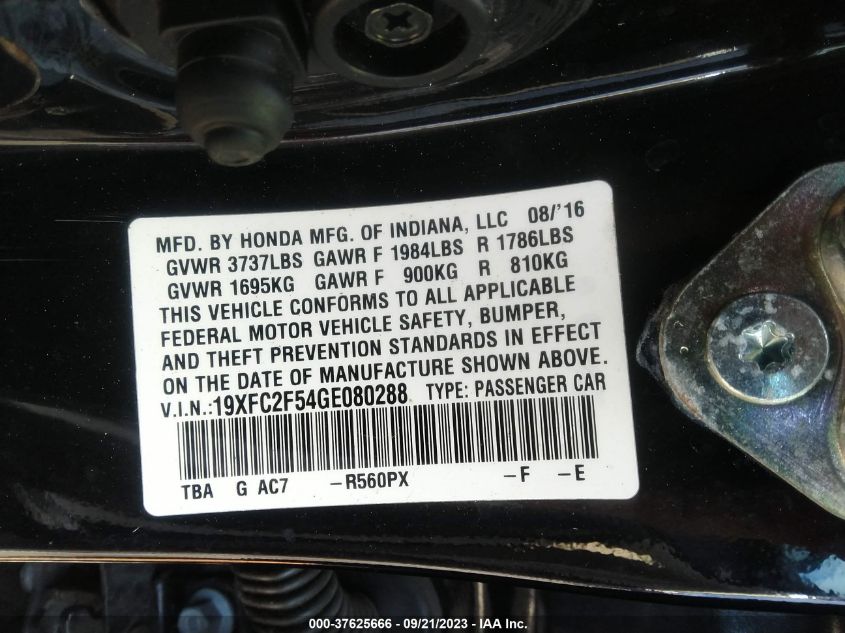 MFD. BY HONDA MFG. OF INDIANA, LLC 08/'16
GVWR 3737LBS GAWR F 1984LBS R 1786LBS
GVWR 1695KG GAWR F 900KG R 810KG
THIS VEHICLE CONFORMS TO ALL APPLICABLE
FEDERAL MOTOR VEHICLE SAFETY, BUMPER,
AND THEFT PREVENTION STANDARDS IN EFFECT
ON THE DATE OF MANUFACTURE SHOWN ABOVE.
V.I.N.:19XFC2F54GE080288 TYPE: PASSENGER CAR
TBA G AC7 –R560PX –F –E
000-37625666 - 09/21/2023 - IAA Inc.